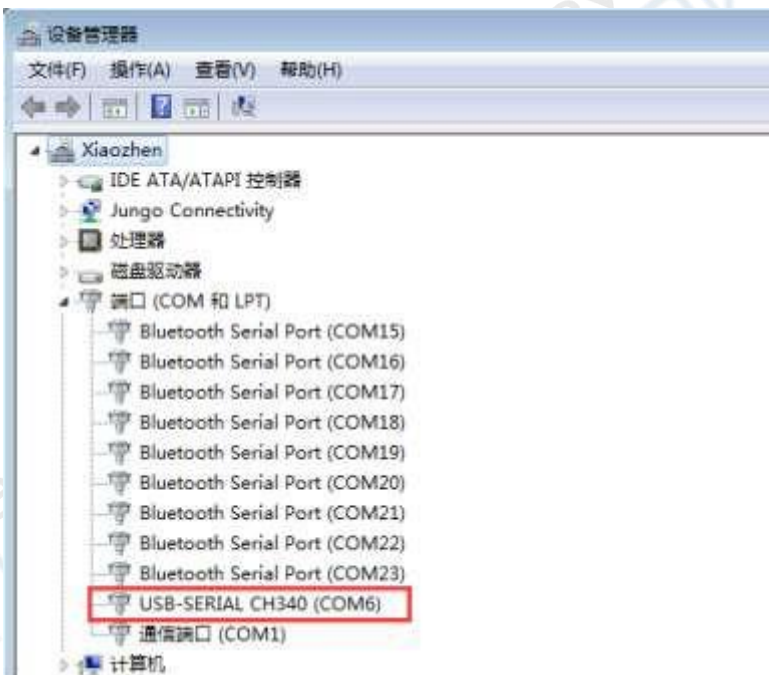 设备管理器
文件(F) 操作(A) 查看(V) 帮助(H)
Xiaozhen
IDE ATA/ATAPI 控制器
Jungo Connectivity
处理器
磁盘驱动器
端口 (COM 和 LPT)
Bluetooth Serial Port (COM15)
Bluetooth Serial Port (COM16)
Bluetooth Serial Port (COM17)
Bluetooth Serial Port (COM18)
Bluetooth Serial Port (COM19)
Bluetooth Serial Port (COM20)
Bluetooth Serial Port (COM21)
Bluetooth Serial Port (COM22)
Bluetooth Serial Port (COM23)
USB-SERIAL CH340 (COM6)
通信端口 (COM1)
计算机